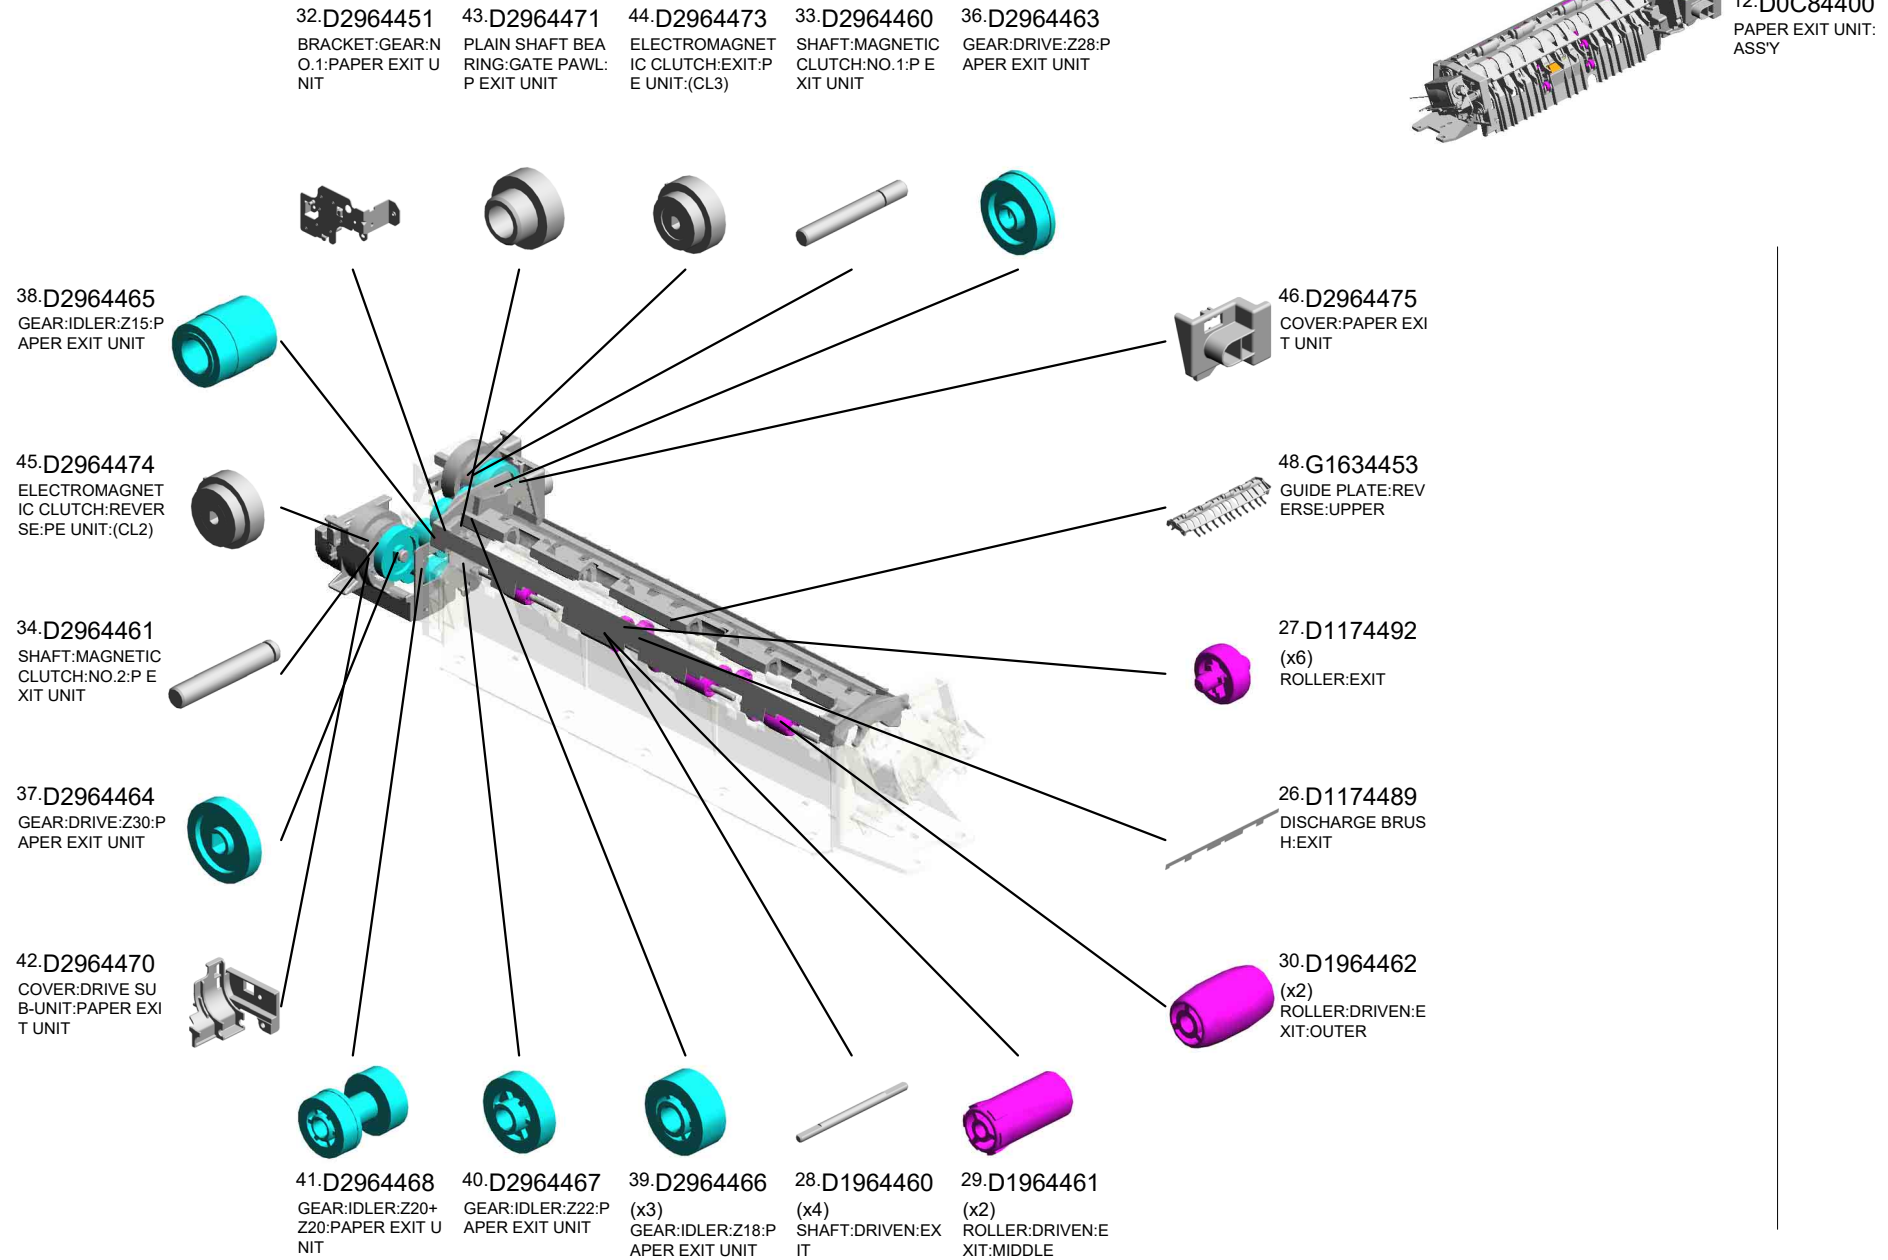 32.D2964451
BRACKET:GEAR:N
O.1:PAPER EXIT U
NIT
43.D2964471
PLAIN SHAFT BEA
RING:GATE PAWL:
P EXIT UNIT
44.D2964473
ELECTROMAGNET
IC CLUTCH:EXIT:P
E UNIT:(CL3)
33.D2964460
SHAFT:MAGNETIC
CLUTCH:NO.1:P E
XIT UNIT
36.D2964463
GEAR:DRIVE:Z28:P
APER EXIT UNIT
12.D0C84400
PAPER EXIT UNIT:
ASS'Y
38.D2964465
GEAR:IDLER:Z15:P
APER EXIT UNIT
46.D2964475
COVER:PAPER EXI
T UNIT
45.D2964474
ELECTROMAGNET
IC CLUTCH:REVER
SE:PE UNIT:(CL2)
48.G1634453
GUIDE PLATE:REV
ERSE:UPPER
34.D2964461
SHAFT:MAGNETIC
CLUTCH:NO.2:P E
XIT UNIT
27.D1174492
(x6)
ROLLER:EXIT
37.D2964464
GEAR:DRIVE:Z30:P
APER EXIT UNIT
26.D1174489
DISCHARGE BRUS
H:EXIT
42.D2964470
COVER:DRIVE SU
B-UNIT:PAPER EXI
T UNIT
30.D1964462
(x2)
ROLLER:DRIVEN:E
XIT:OUTER
41.D2964468
GEAR:IDLER:Z20+
Z20:PAPER EXIT U
NIT
40.D2964467
GEAR:IDLER:Z22:P
APER EXIT UNIT
39.D2964466
(x3)
GEAR:IDLER:Z18:P
APER EXIT UNIT
28.D1964460
(x4)
SHAFT:DRIVEN:EX
IT
29.D1964461
(x2)
ROLLER:DRIVEN:E
XIT:MIDDLE